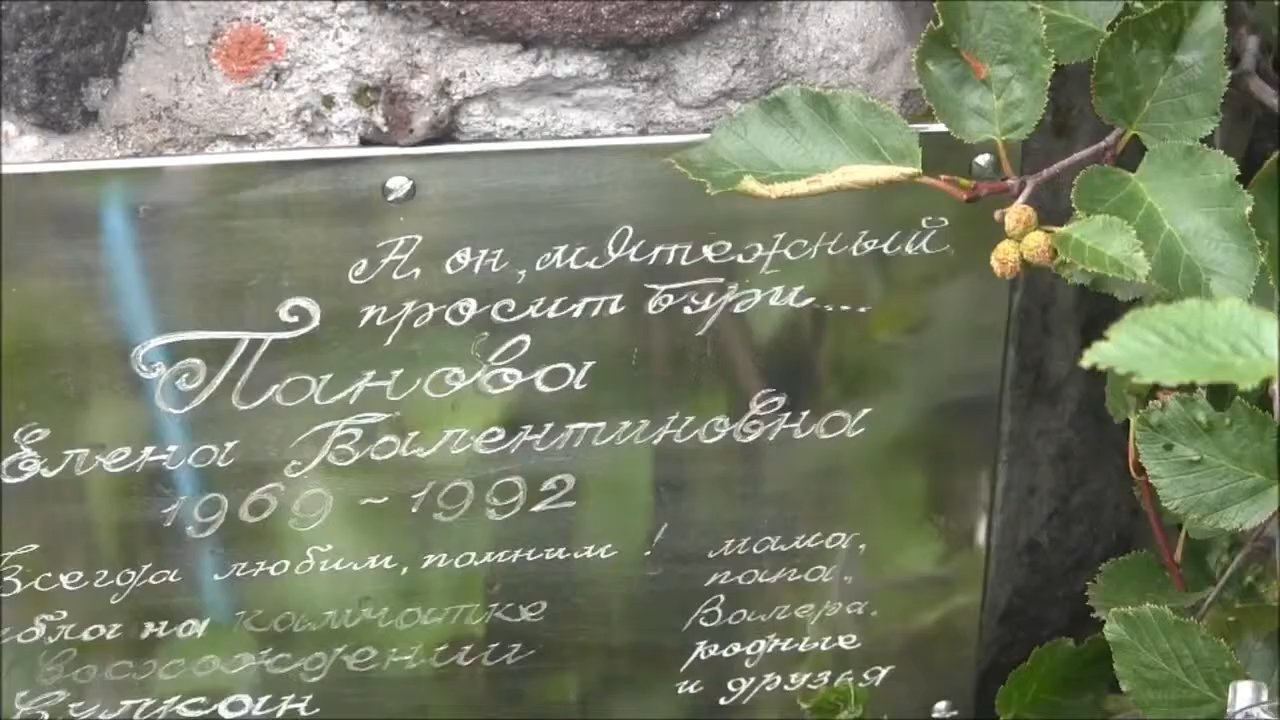 А он, мятежный,
просит бури...
Панова
Елена Валентиновна
1969 ~ 1992
Всегда любим, помним! мама,
папа,
на Камчатке Валера.
восхождении родные
Вулкан и друзья